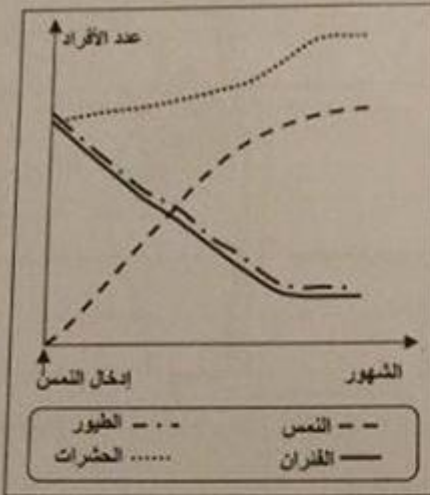 عدد الأفراد
الشهور
إدخال النمس
النمس
الطيور
الفئران
الحشرات